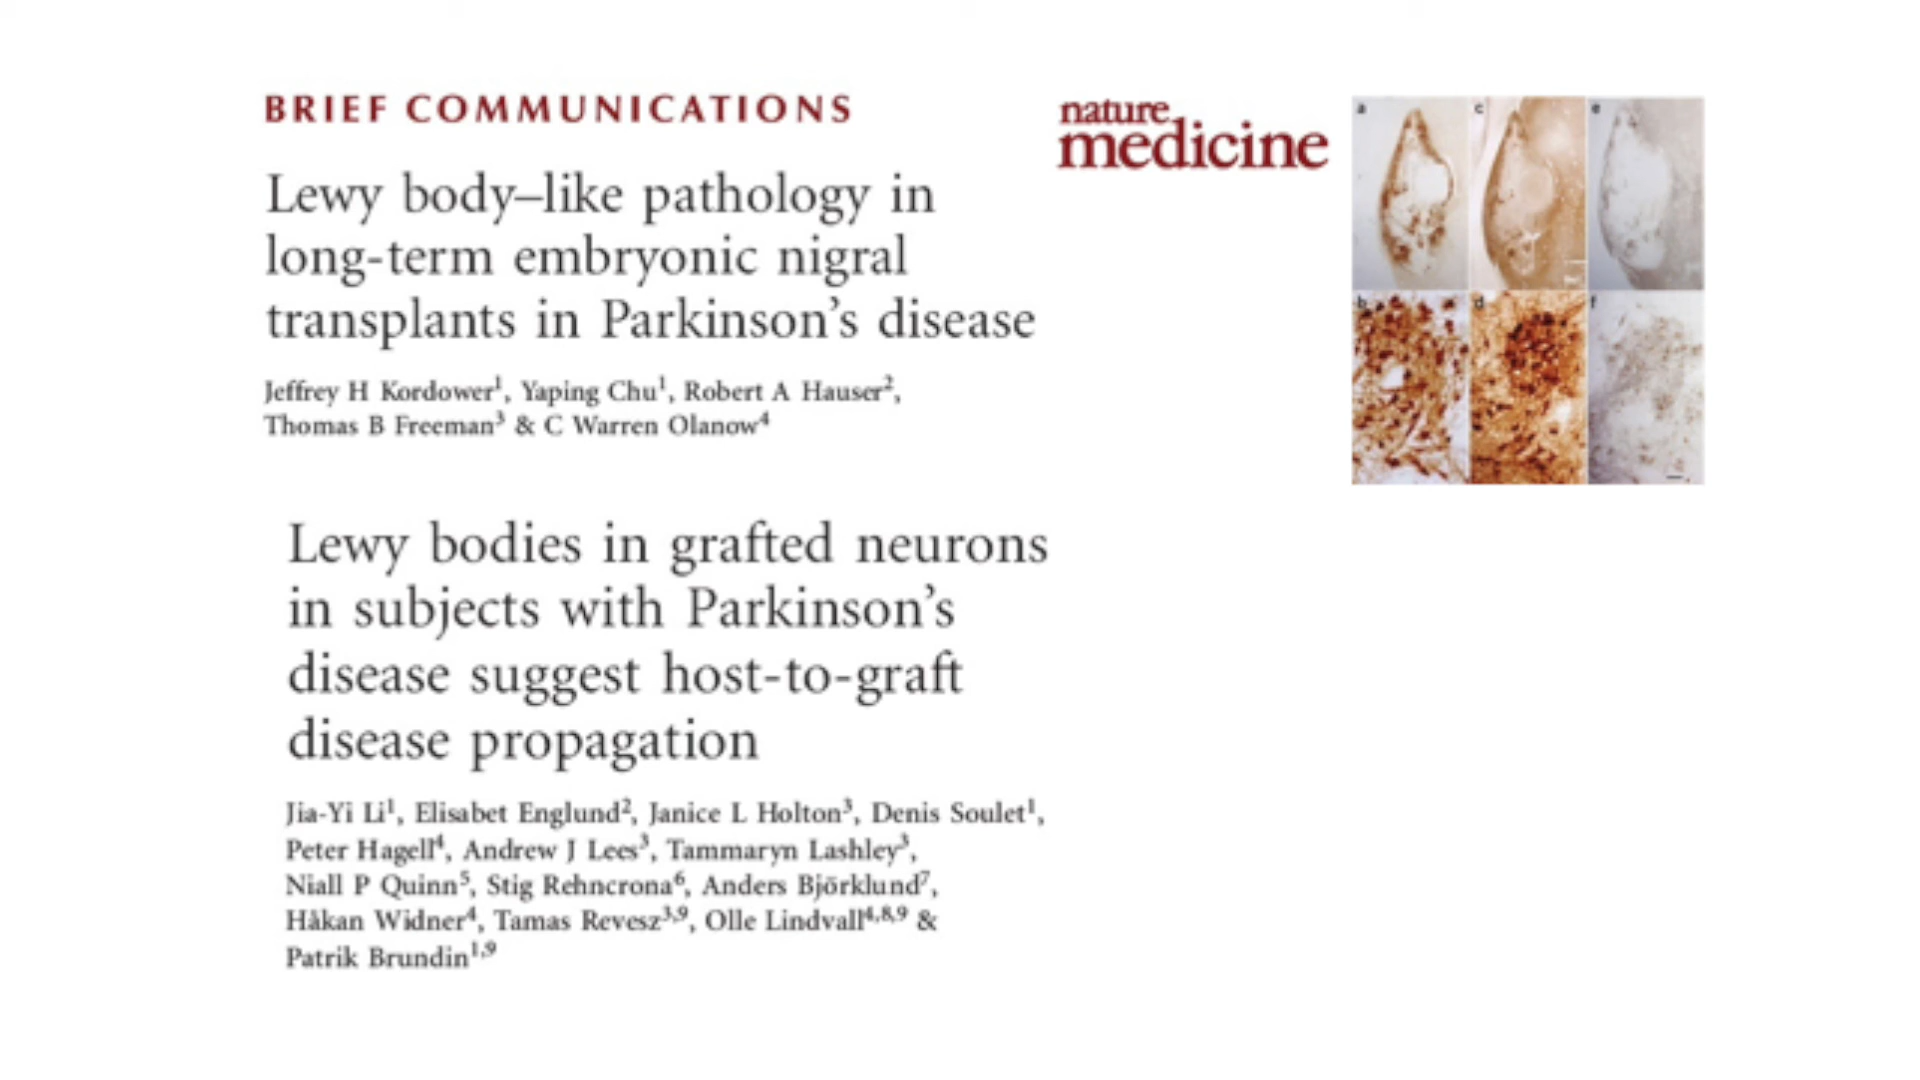 BRIEF COMMUNICATIONS
nature
medicine
Lewy body–like pathology in
long-term embryonic nigral
transplants in Parkinson’s disease
Jeffrey H Kordower¹, Yaping Chu¹, Robert A Hauser²,
Thomas B Freeman³ & C Warren Olanow⁴
a c e
b d f
Lewy bodies in grafted neurons
in subjects with Parkinson’s
disease suggest host-to-graft
disease propagation
Jia-Yi Li¹, Elisabet Englund², Janice L Holton³, Denis Soulet¹,
Peter Hagell⁴, Andrew J Lees³, Tammaryn Lashley³,
Niall P Quinn⁵, Stig Rehncrona⁶, Anders Björklund⁷,
Håkan Widner⁴, Tamas Revesz³,⁹, Olle Lindvall⁴,⁸,⁹ &
Patrik Brundin¹,⁹